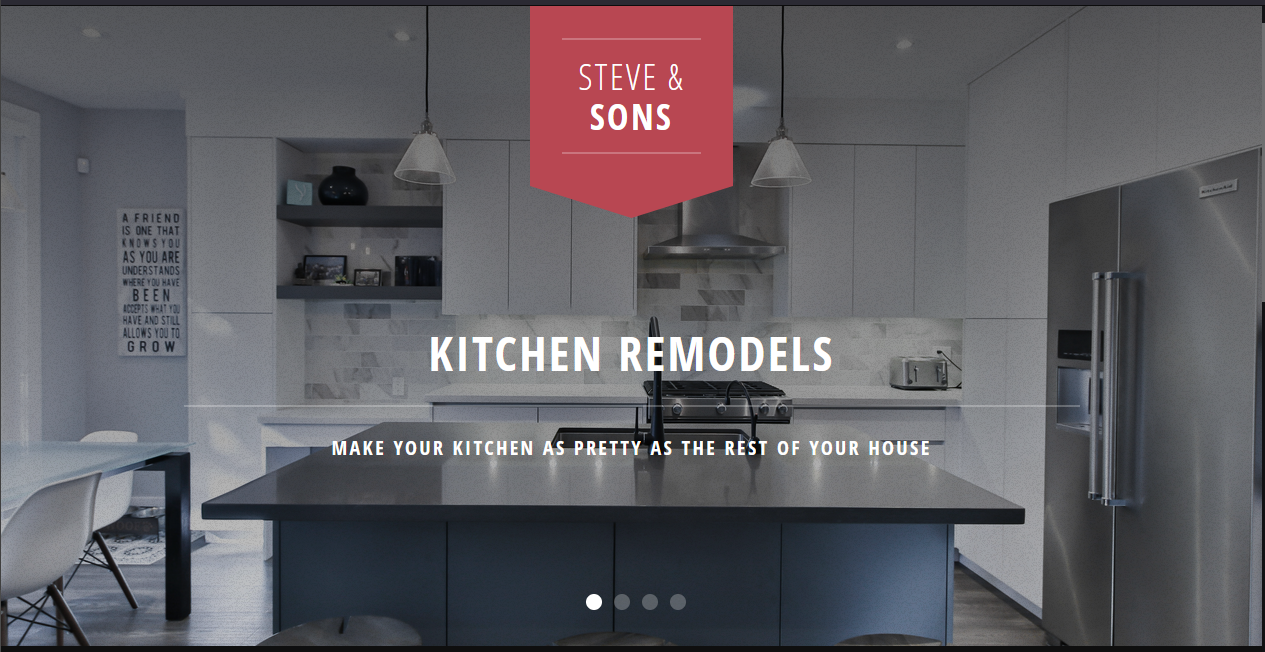 STEVE &
SONS
A FRIEND
IS ONE THAT
KNOWS YOU
AS YOU ARE
UNDERSTANDS
WHERE YOU HAVE
BEEN
ACCEPTS WHAT YOU
HAVE AND STILL
ALLOWS YOU TO
GROW
KitchenAid
KITCHEN REMODELS
MAKE YOUR KITCHEN AS PRETTY AS THE REST OF YOUR HOUSE